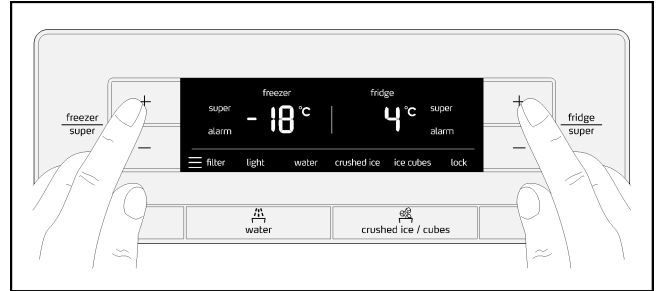 freezer
fridge
super
-18°C
4°C
super
alarm
alarm
filter
light
water
crushed ice
ice cubes
lock
freezer
super
+
−
+
−
fridge
super
water
crushed ice / cubes